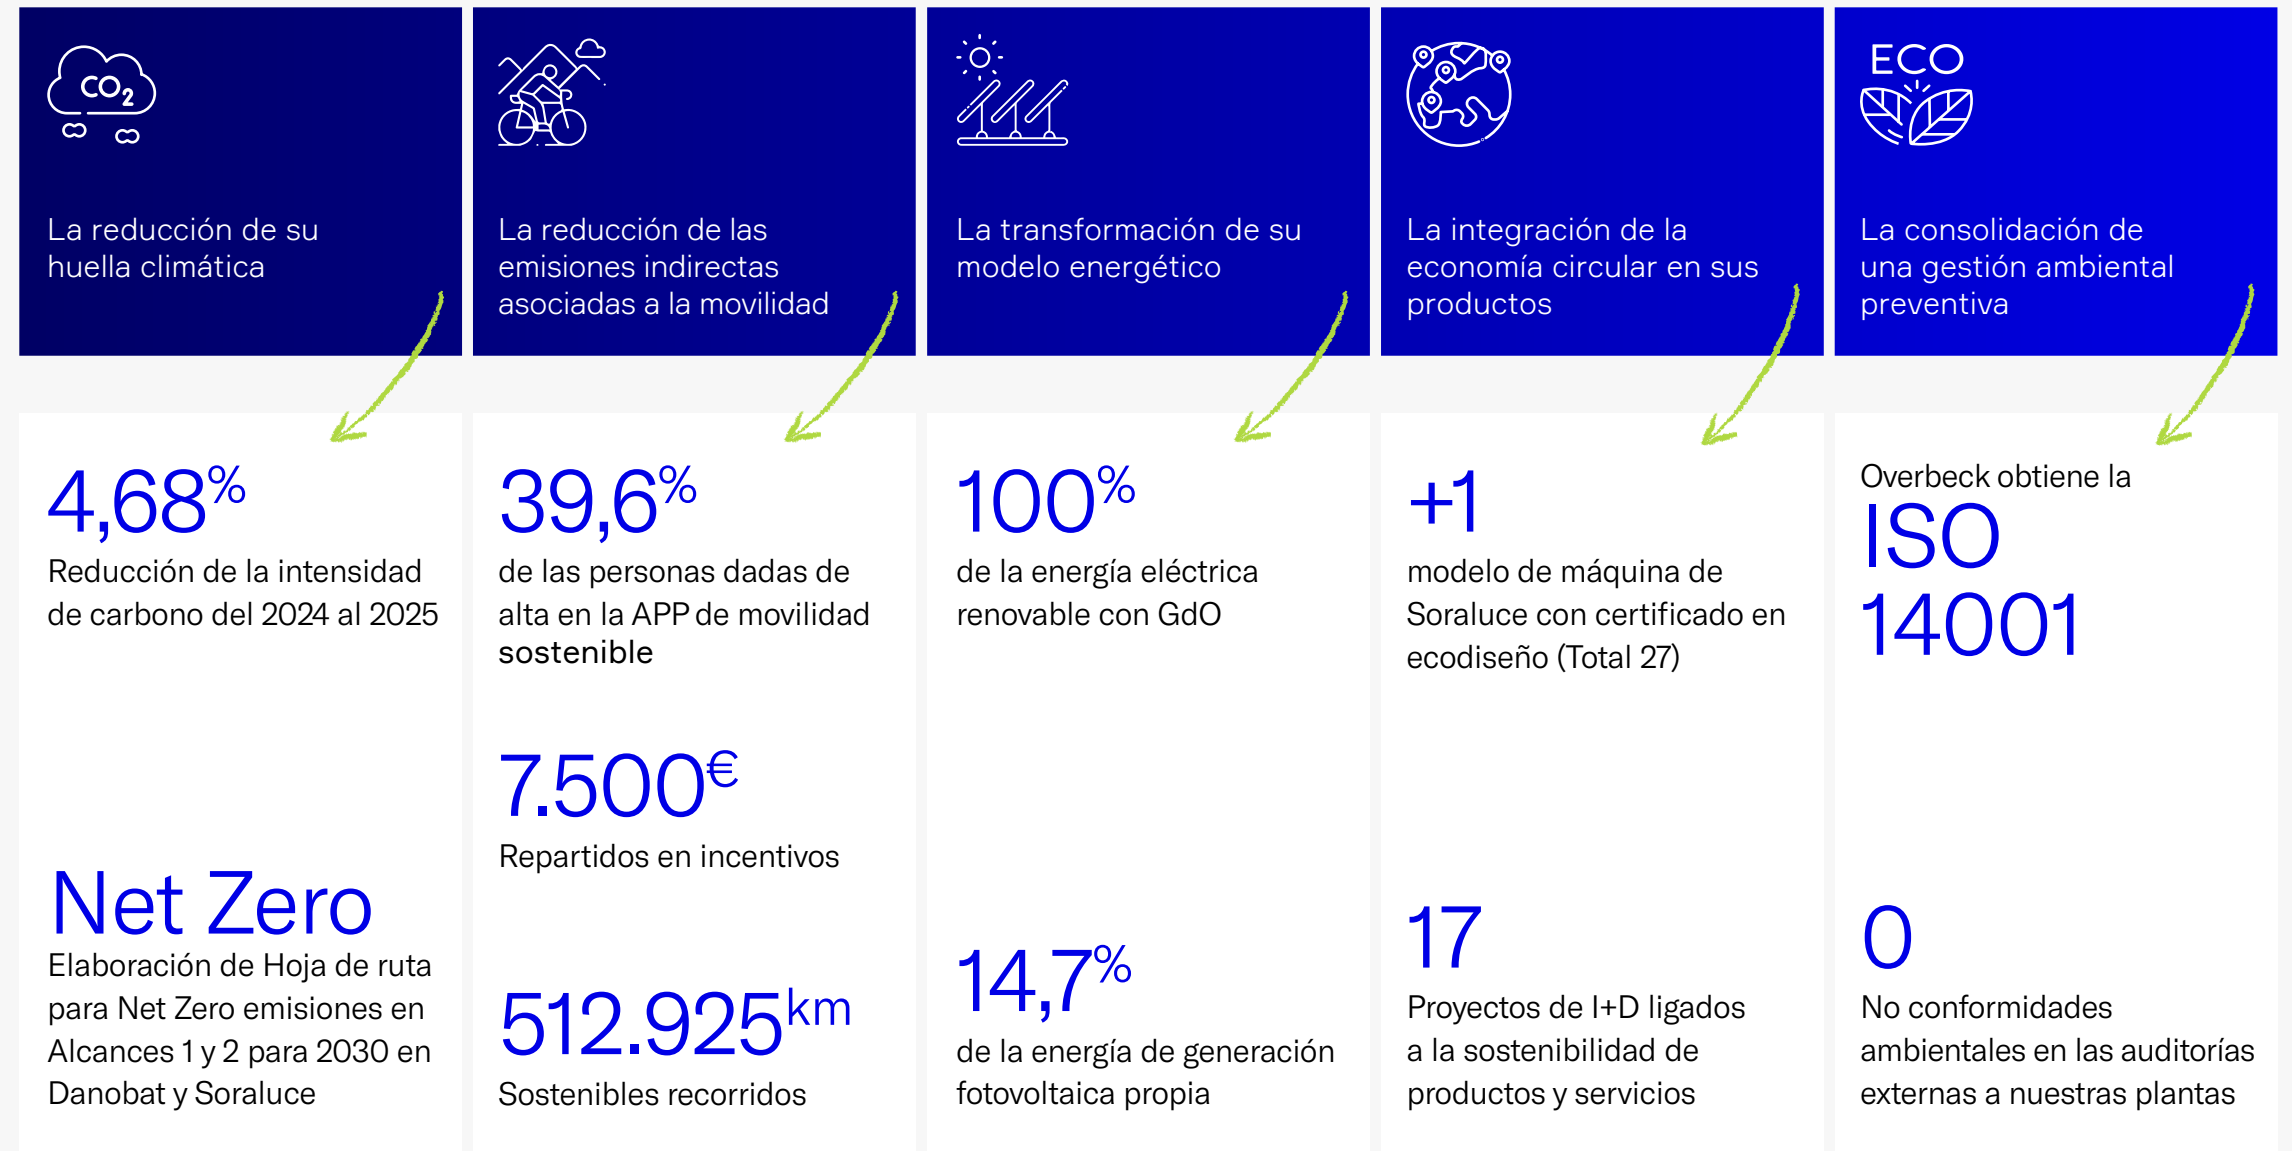 CO2
La reducción de su
huella climática
4,68%
Reducción de la intensidad
de carbono del 2024 al 2025
Net Zero
Elaboración de Hoja de ruta
para Net Zero emisiones en
Alcances 1 y 2 para 2030 en
Danobat y Soraluce
La reducción de las
emisiones indirectas
asociadas a la movilidad
39,6%
de las personas dadas de
alta en la APP de movilidad
sostenible
7.500€
Repartidos en incentivos
512.925km
Sostenibles recorridos
La transformación de su
modelo energético
100%
de la energía eléctrica
renovable con GdO
14,7%
de la energía de generación
fotovoltaica propia
La integración de la
economía circular en sus
productos
+1
modelo de máquina de
Soraluce con certificado en
ecodiseño (Total 27)
17
Proyectos de I+D ligados
a la sostenibilidad de
productos y servicios
ECO
La consolidación de
una gestión ambiental
preventiva
Overbeck obtiene la
ISO
14001
0
No conformidades
ambientales en las auditorías
externas a nuestras plantas